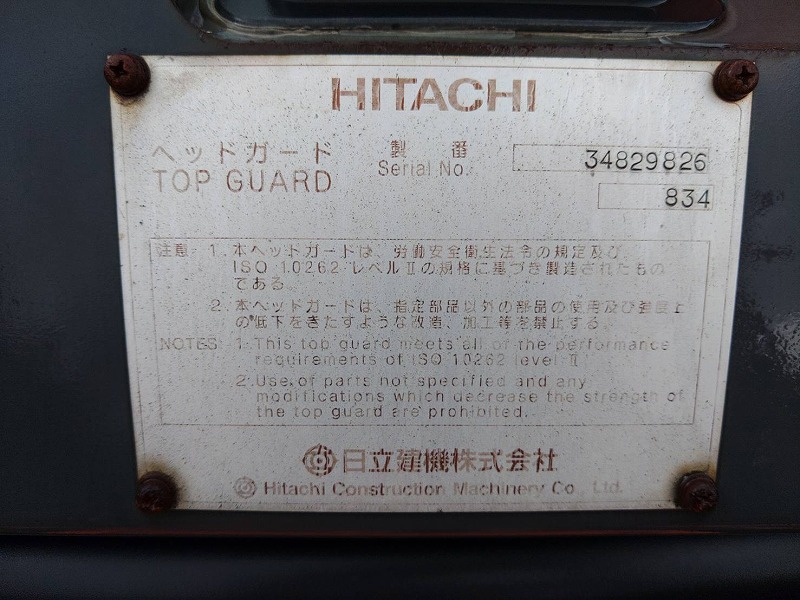 HITACHI
ヘッドガード 製番 34829826
TOP GUARD Serial No. 834
注意 1. 本ヘッドガードは、労働安全衛生法令の規定及び、
ISO 10262 レベルⅡの規格に基づき製造されたもの
である。
2. 本ヘッドガードは、指定部品以外の部品の使用及び強度上
の低下をきたすような改造、加工等を禁止する。
NOTES 1. This top guard meets all of the performance
requirements of ISO 10262 level Ⅱ
2. Use of parts not specified and any
modifications which decrease the strength of
the top guard are prohibited.
日立建機株式会社
Hitachi Construction Machinery Co., Ltd.